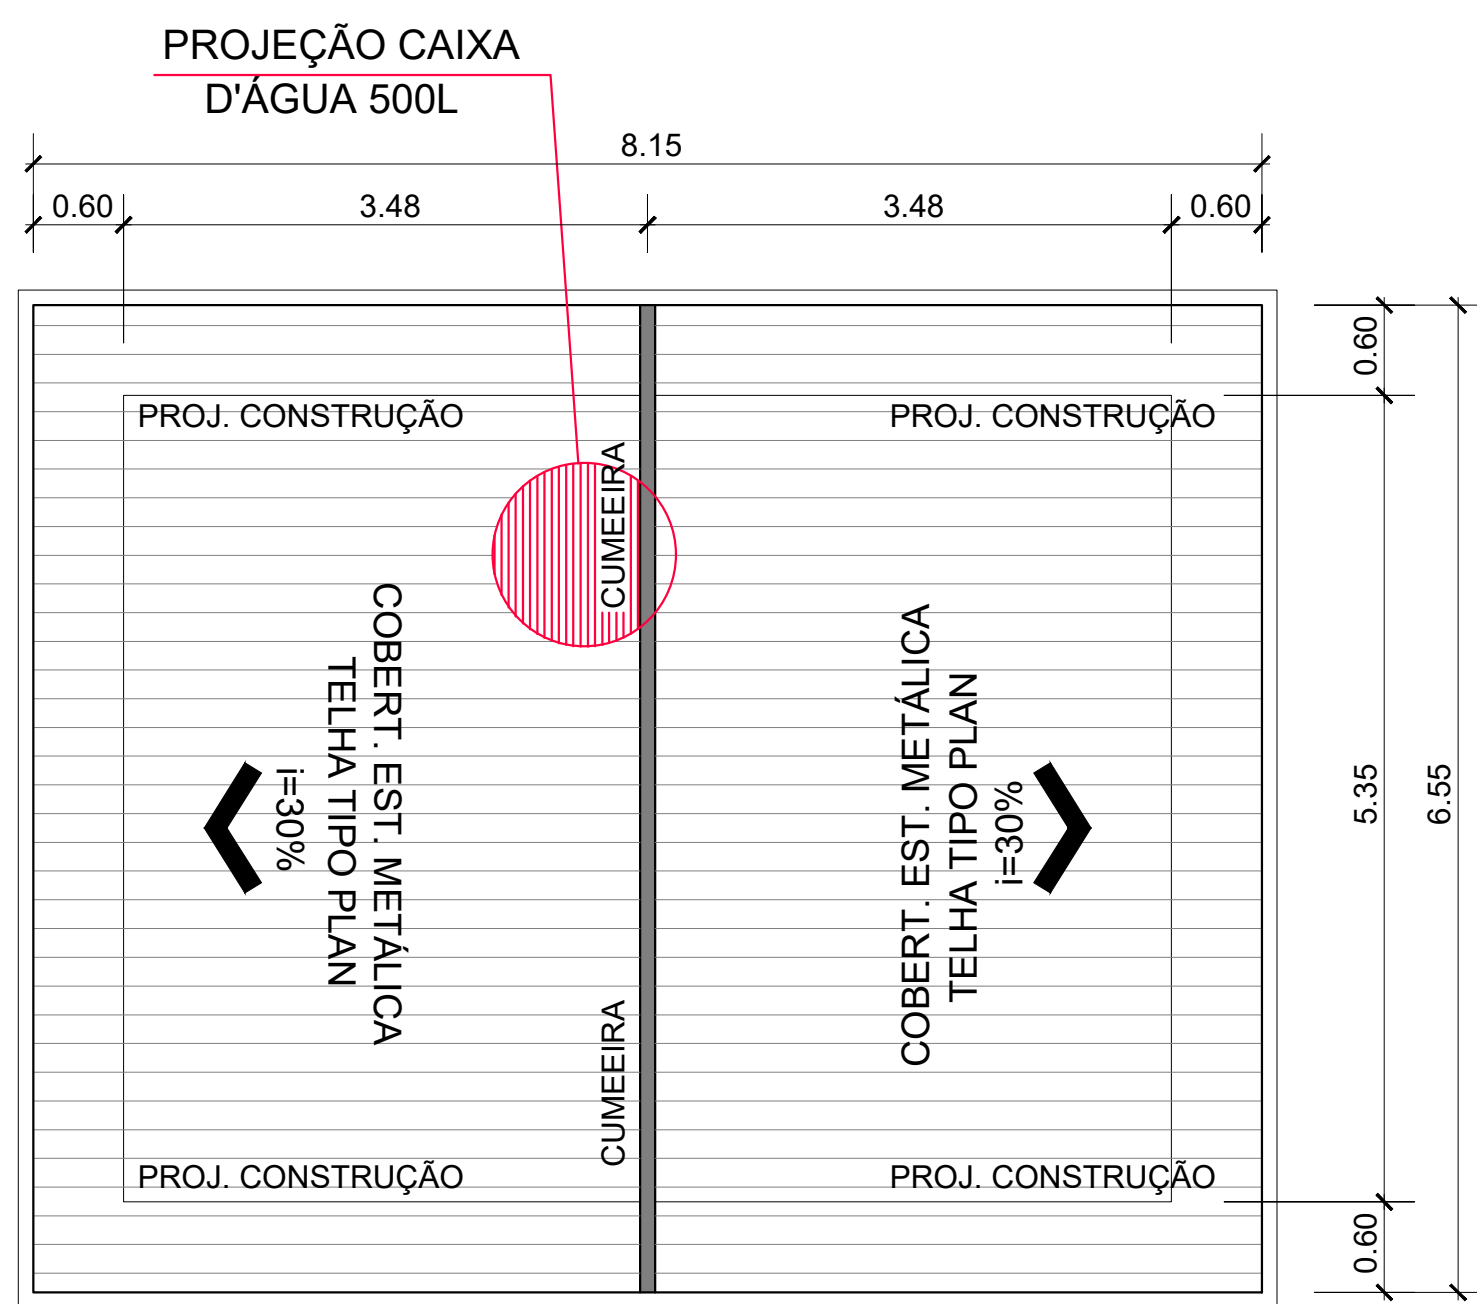 PROJEÇÃO CAIXA
D'ÁGUA 500L
8.15
0.60
3.48
3.48
0.60
0.60
PROJ. CONSTRUÇÃO
PROJ. CONSTRUÇÃO
CUMEEIRA
COBERT. EST. METÁLICA
TELHA TIPO PLAN
i=30%
COBERT. EST. METÁLICA
TELHA TIPO PLAN
i=30%
5.35
6.55
CUMEEIRA
PROJ. CONSTRUÇÃO
PROJ. CONSTRUÇÃO
0.60